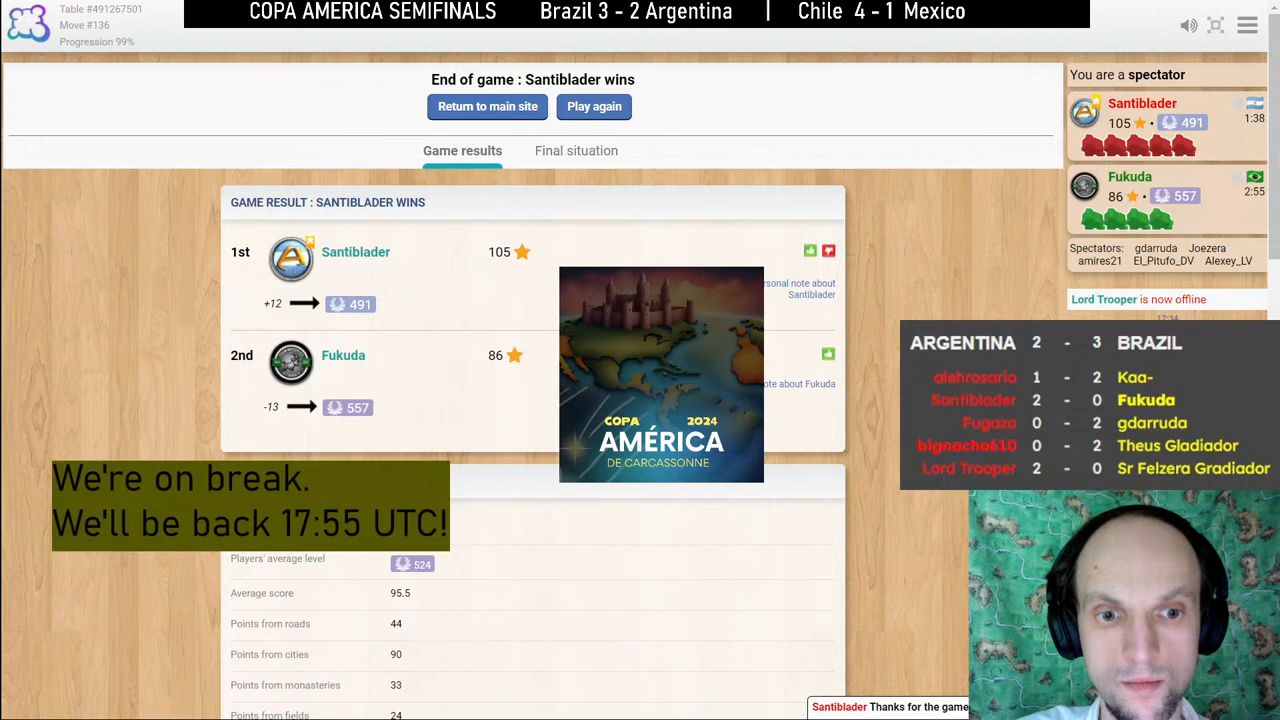 COPA AMERICA SEMIFINALS Brazil 3 - 2 Argentina | Chile 4 - 1 Mexico
Table #491267501
Move #136
Progression 99%
End of game : Santiblader wins
Return to main site Play again
Game results Final situation
GAME RESULT : SANTIBLADER WINS
1st Santiblader 105
+12 491
2nd Fukuda 86
-13 557
ersonal note about
Santiblader
ote about Fukuda
COPA 2024
AMÉRICA
DE CARCASSONNE
We're on break.
We'll be back 17:55 UTC!
Players' average level 524
Average score 95.5
Points from roads 44
Points from cities 90
Points from monasteries 33
Points from fields 24
You are a spectator
Santiblader
105 • 491 1:38
Fukuda
86 • 557 2:55
Spectators: gdarruda Joezera
amires21 El_Pitufo_DV Alexey_LV
Lord Trooper is now offline
17:34
ARGENTINA 2 - 3 BRAZIL
alehrosario 1 - 2 Kaa-
Santiblader 2 - 0 Fukuda
Fugaza 0 - 2 gdarruda
bignacho610 0 - 2 Theus Gladiador
Lord Trooper 2 - 0 Sr Felzera Gradiador
Santiblader Thanks for the game